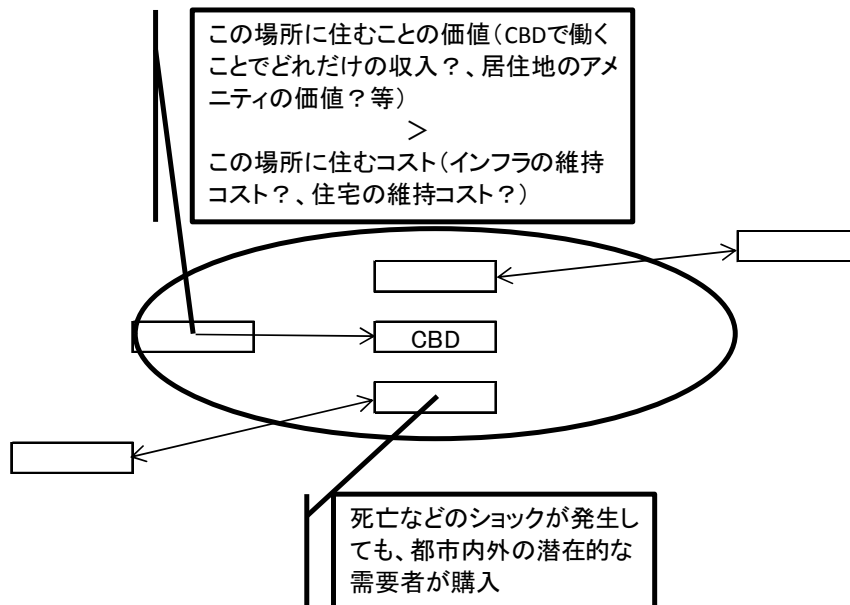 この場所に住むことの価値（CBDで働く
ことでどれだけの収入？、居住地のアメ
ニティの価値？等）
＞
この場所に住むコスト（インフラの維持
コスト？、住宅の維持コスト？）
CBD
死亡などのショックが発生し
ても、都市内外の潜在的な
需要者が購入